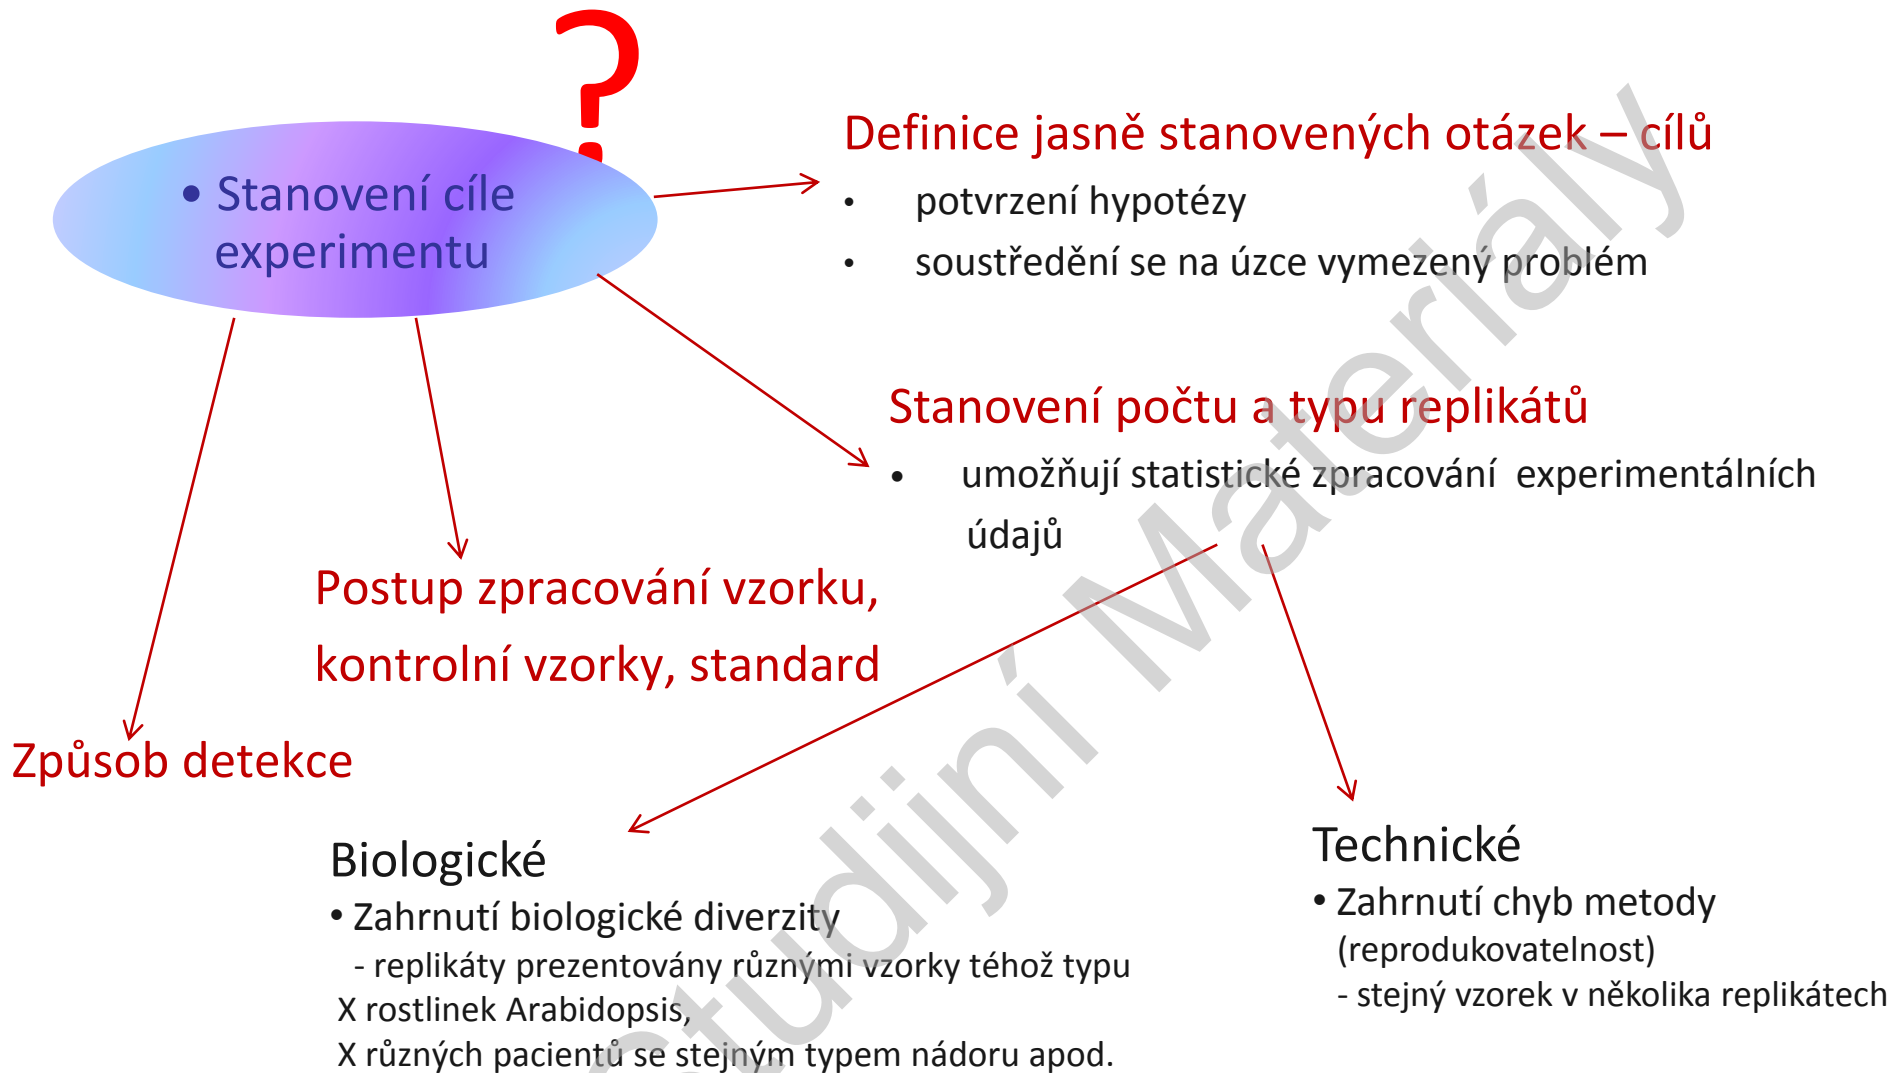 ?
• Stanovení cíle
experimentu
Definice jasně stanovených otázek – cílů
• potvrzení hypotézy
• soustředění se na úzce vymezený problém
Stanovení počtu a typu replikátů
• umožňují statistické zpracování experimentálních
údajů
Postup zpracování vzorku,
kontrolní vzorky, standard
Způsob detekce
Biologické
• Zahrnutí biologické diverzity
- replikáty prezentovány různými vzorky téhož typu
X rostlinek Arabidopsis,
X různých pacientů se stejným typem nádoru apod.
Technické
• Zahrnutí chyb metody
(reprodukovatelnost)
- stejný vzorek v několika replikátech
Studijní Materiály